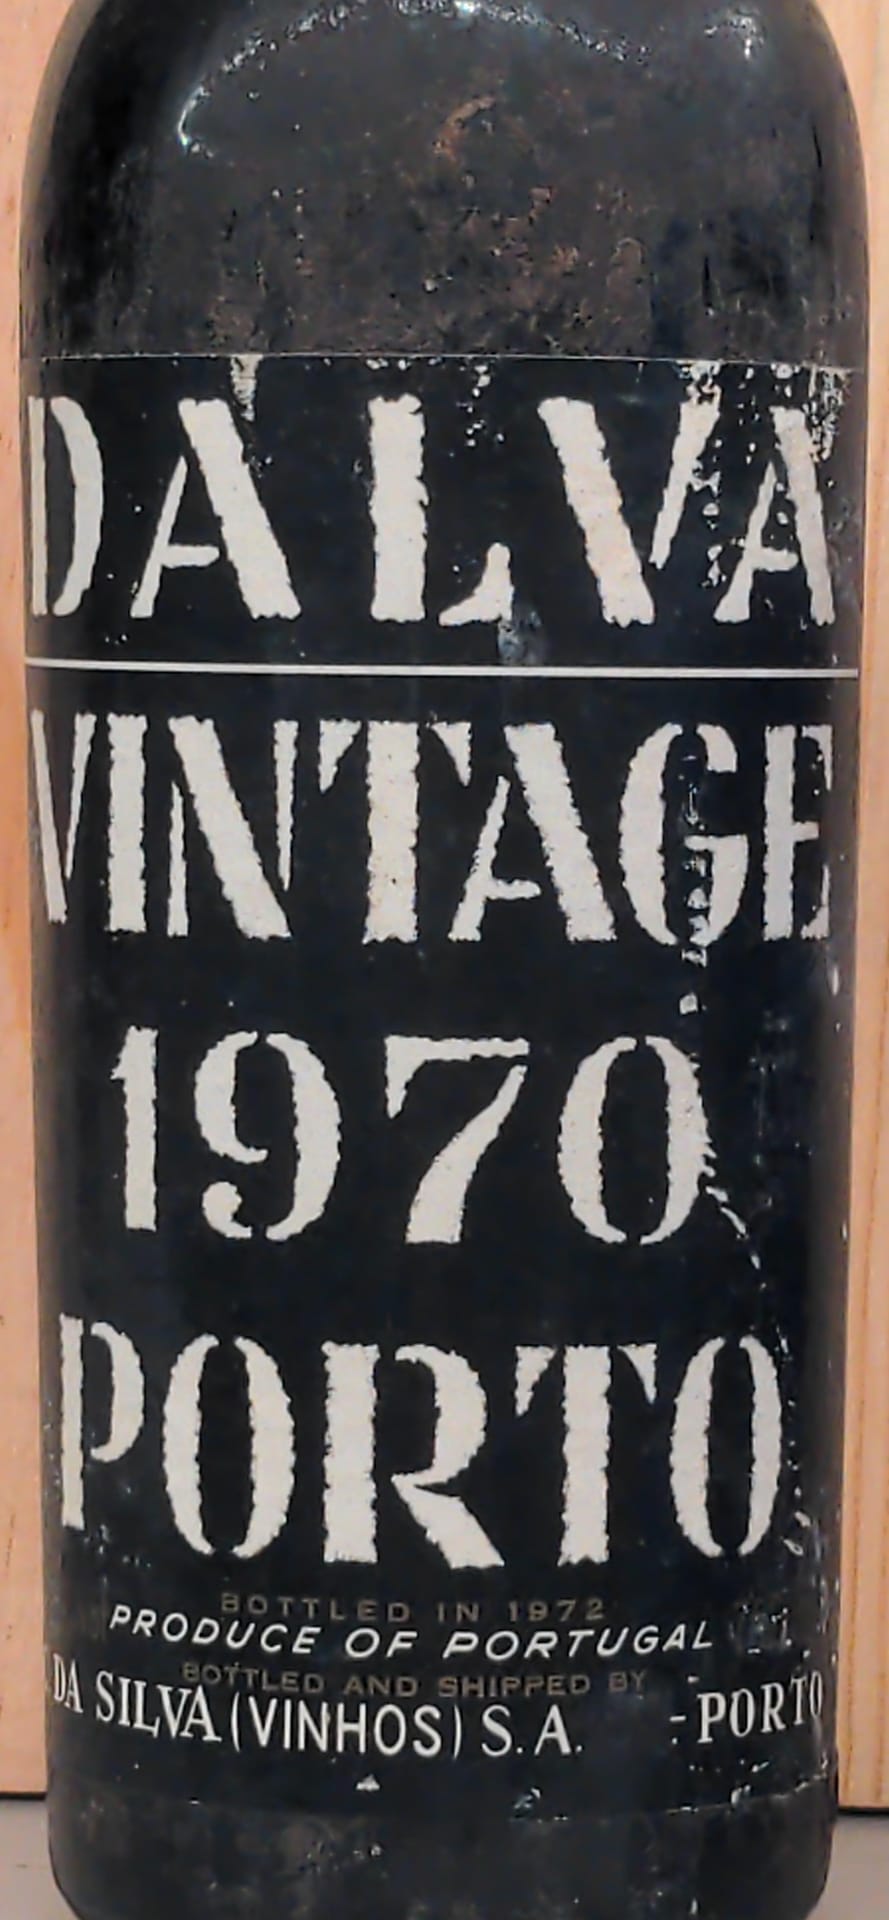 DALVA
VINTAGE
1970
PORTO
BOTTLED IN 1972
PRODUCE OF PORTUGAL
BOTTLED AND SHIPPED BY
DA SILVA (VINHOS) S.A. - PORTO